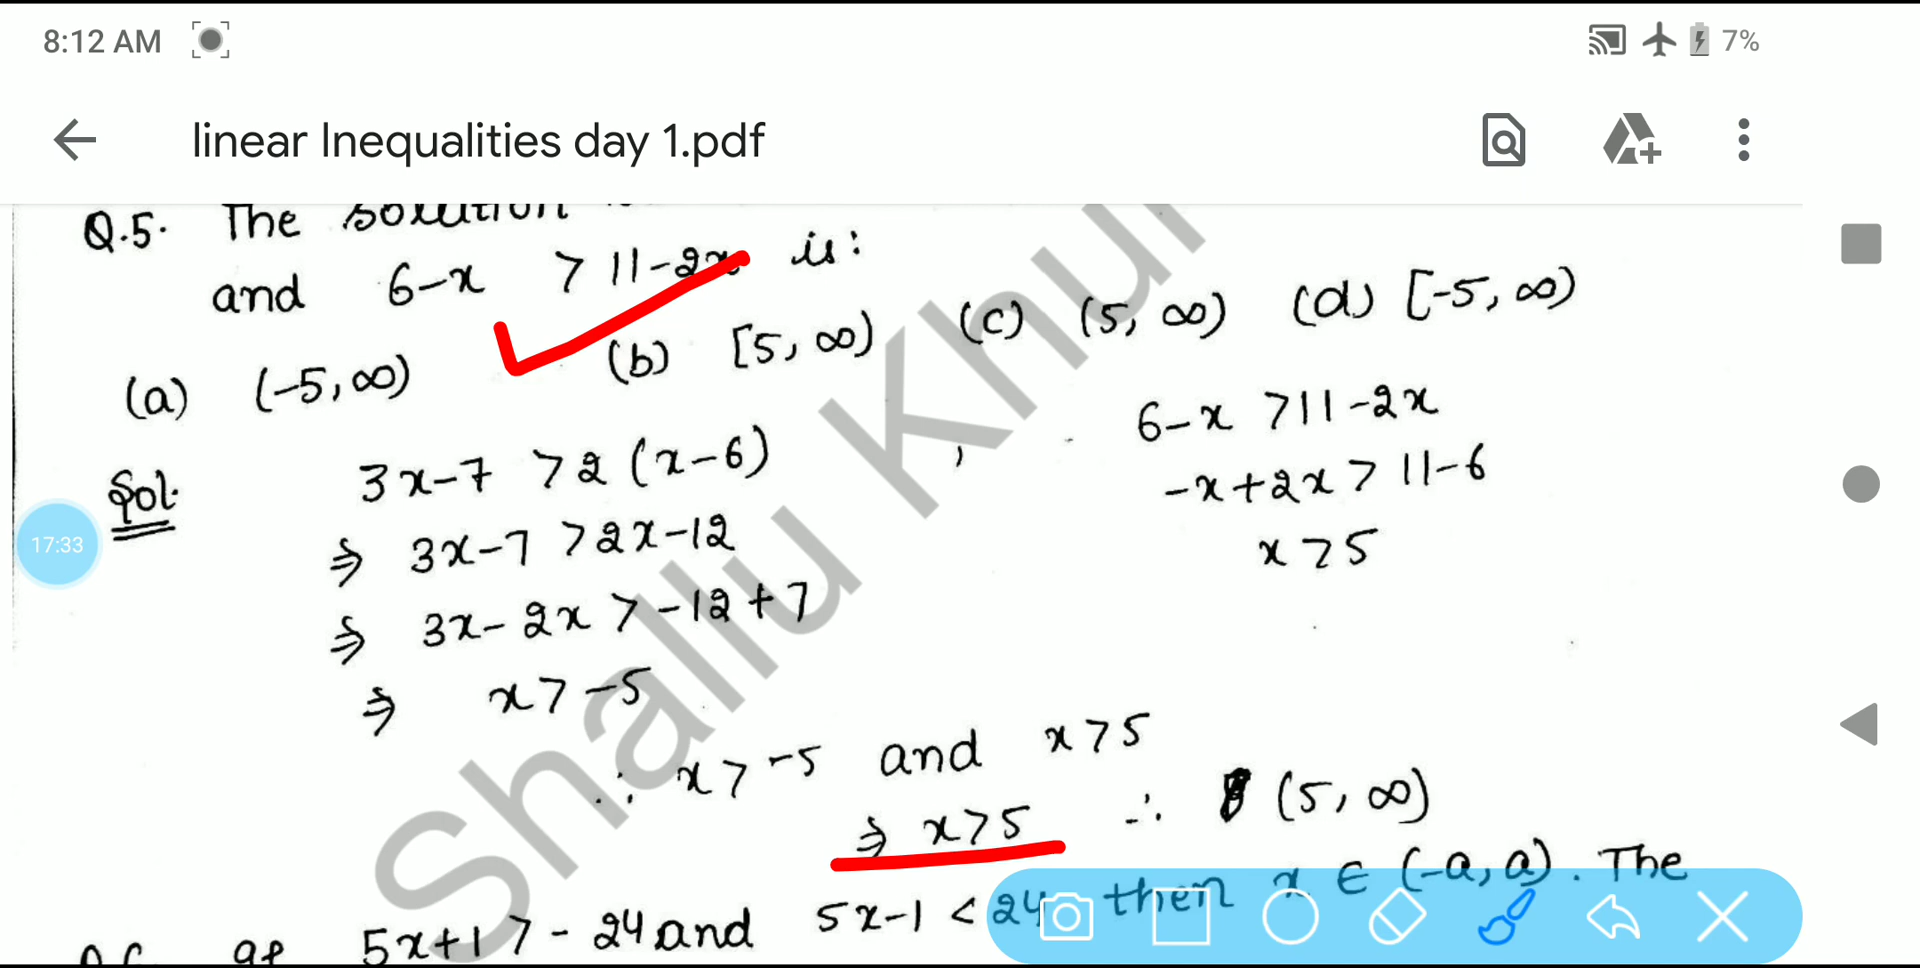 8:12 AM 7%
linear Inequalities day 1.pdf
Q.5. The solution
and 6-x > 11-2x is:
(a) (-5, ∞) (b) [5, ∞) (c) (5, ∞) (d) [-5, ∞)
Sol. 3x-7 > 2(x-6) , 6-x > 11-2x
⇒ 3x-7 > 2x-12 -x+2x > 11-6
⇒ 3x-2x > -12+7 x > 5
⇒ x > -5
∴ x > -5 and x > 5
⇒ x > 5 ∴ (5, ∞)
5x+1 > -24 and 5x-1 < 24 then x ∈ (-a, a). The
17:33
Shallu Khur